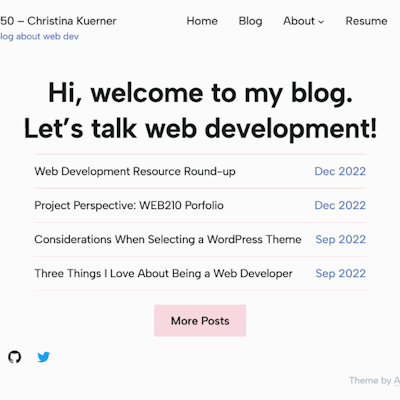 50 – Christina Kuerner
log about web dev
Home Blog About Resume
Hi, welcome to my blog.
Let's talk web development!
Web Development Resource Round-up Dec 2022
Project Perspective: WEB210 Porfolio Dec 2022
Considerations When Selecting a WordPress Theme Sep 2022
Three Things I Love About Being a Web Developer Sep 2022
More Posts
Theme by A